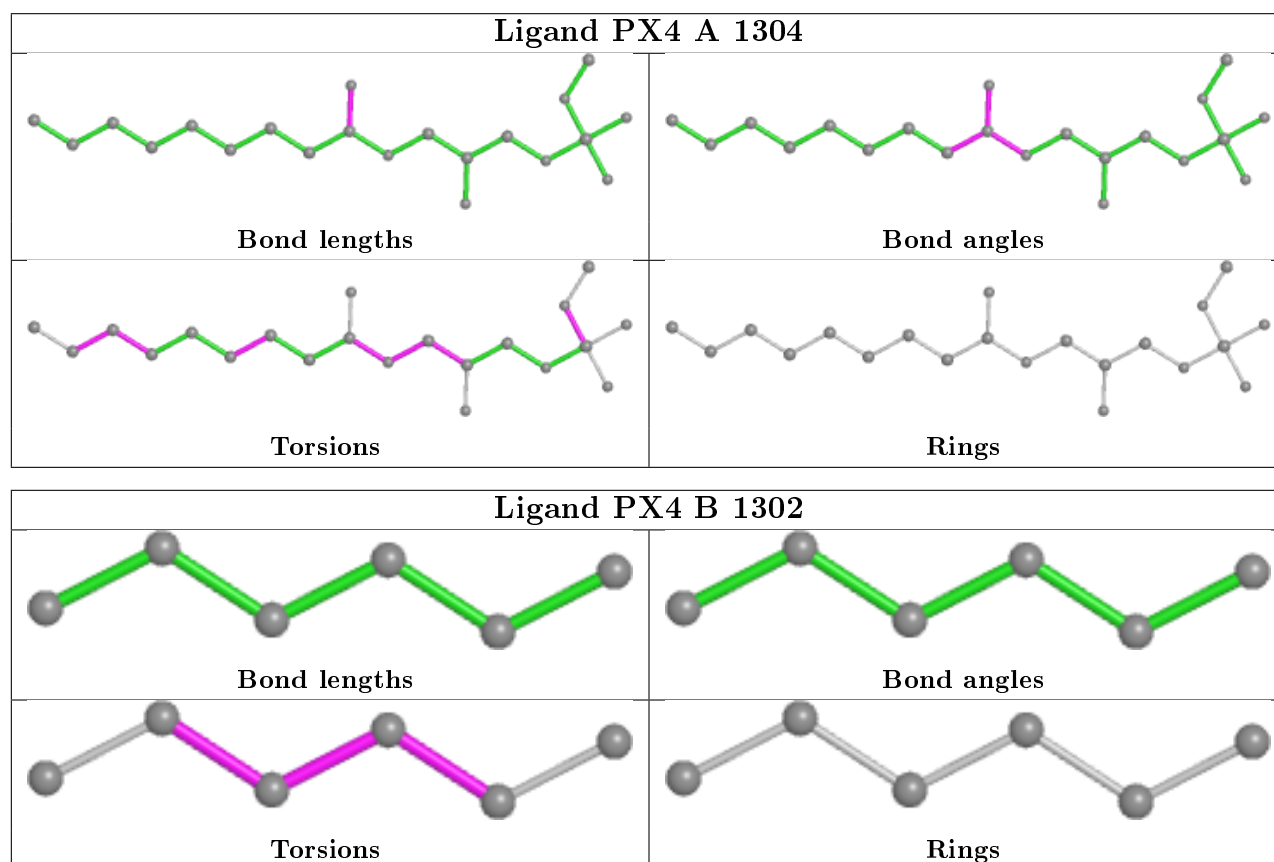 Ligand PX4 A 1304
Bond lengths
Bond angles
Torsions
Rings
Ligand PX4 B 1302
Bond lengths
Bond angles
Torsions
Rings